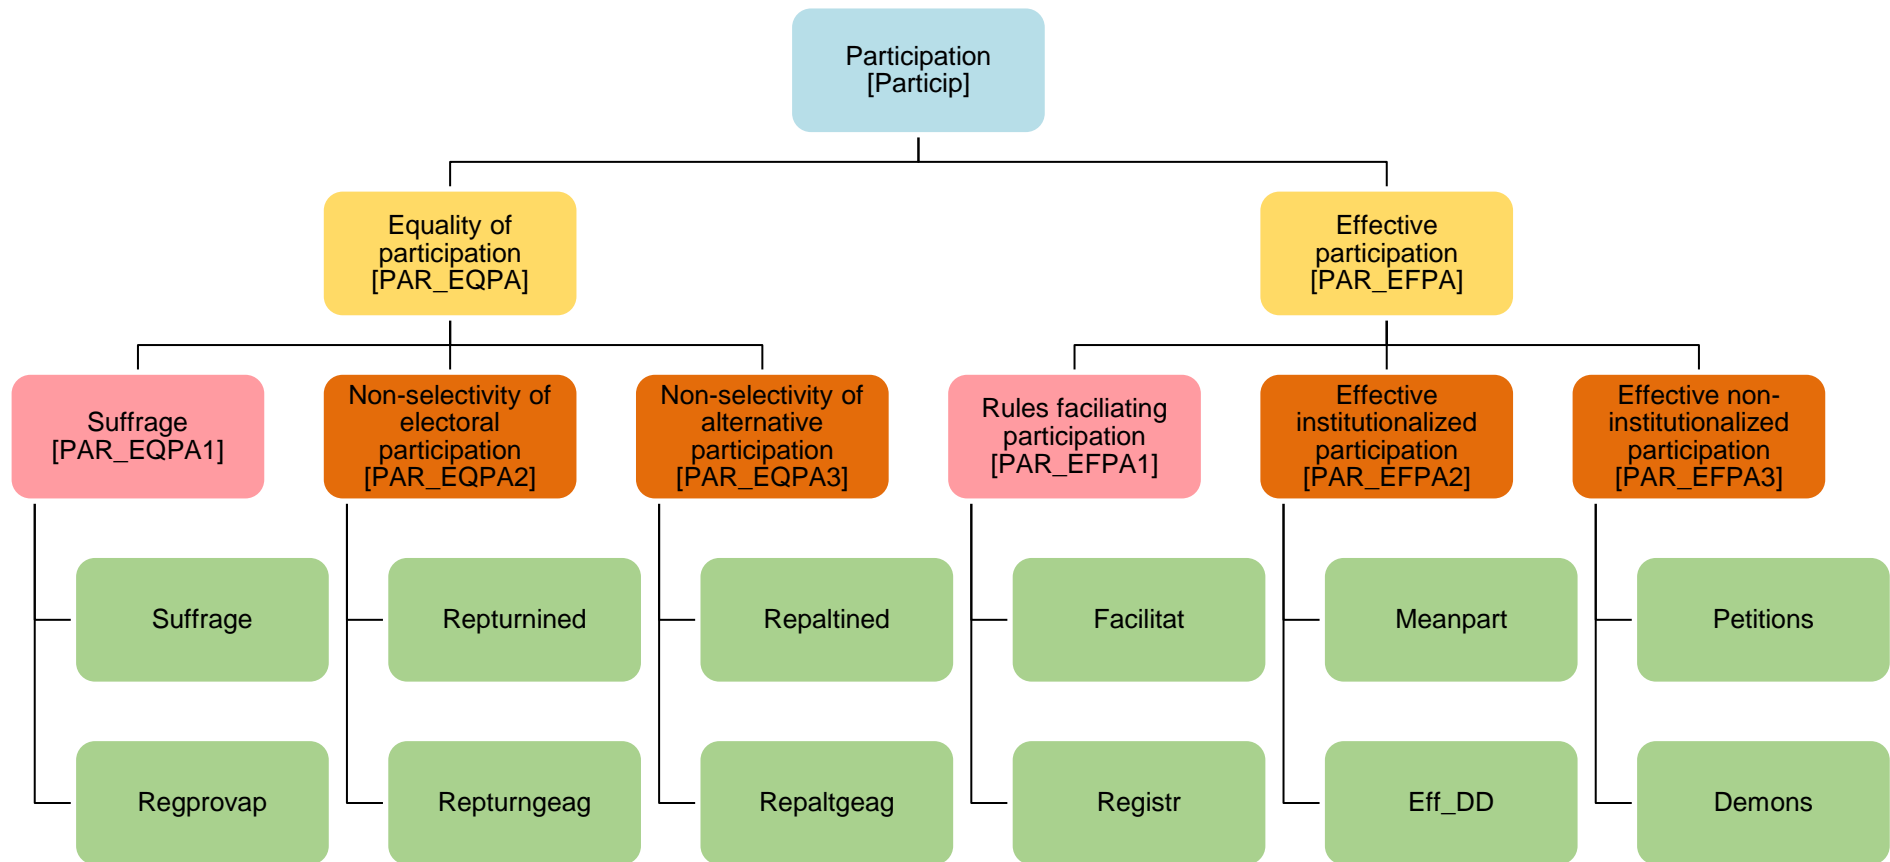 Participation
[Particip]
Equality of
participation
[PAR_EQPA]
Effective
participation
[PAR_EFPA]
Suffrage
[PAR_EQPA1]
Non-selectivity of
electoral
participation
[PAR_EQPA2]
Non-selectivity of
alternative
participation
[PAR_EQPA3]
Rules faciliating
participation
[PAR_EFPA1]
Effective
institutionalized
participation
[PAR_EFPA2]
Effective non-
institutionalized
participation
[PAR_EFPA3]
Suffrage
Repturnined
Repaltined
Facilitat
Meanpart
Petitions
Regprovap
Repturngeag
Repaltgeag
Registr
Eff_DD
Demons